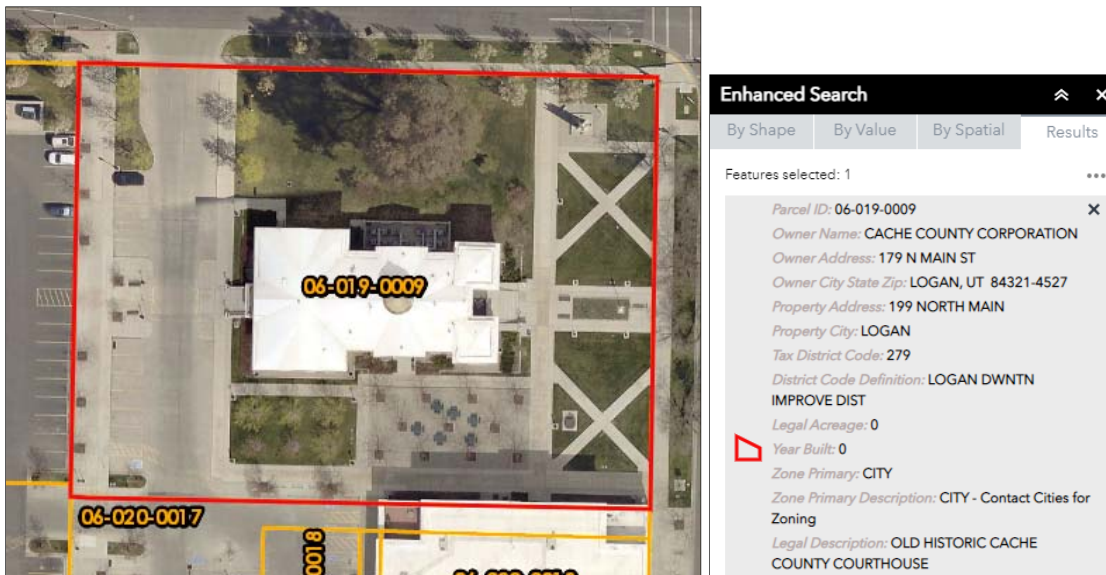 06-019-0009
06-020-0017
0018
Enhanced Search
By Shape By Value By Spatial Results
Features selected: 1
Parcel ID: 06-019-0009
Owner Name: CACHE COUNTY CORPORATION
Owner Address: 179 N MAIN ST
Owner City State Zip: LOGAN, UT 84321-4527
Property Address: 199 NORTH MAIN
Property City: LOGAN
Tax District Code: 279
District Code Definition: LOGAN DWNTN
IMPROVE DIST
Legal Acreage: 0
Year Built: 0
Zone Primary: CITY
Zone Primary Description: CITY - Contact Cities for
Zoning
Legal Description: OLD HISTORIC CACHE
COUNTY COURTHOUSE